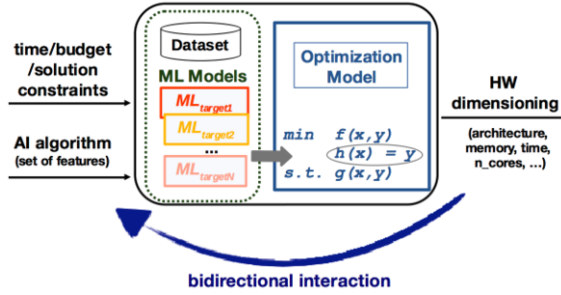 time/budget
/solution
constraints
AI algorithm
(set of features)
Dataset
ML Models
ML_target1
ML_target2
...
ML_targetN
Optimization
Model
min f(x,y)
h(x) = y
s.t. g(x,y)
HW
dimensioning
(architecture,
memory, time,
n_cores, ...)
bidirectional interaction